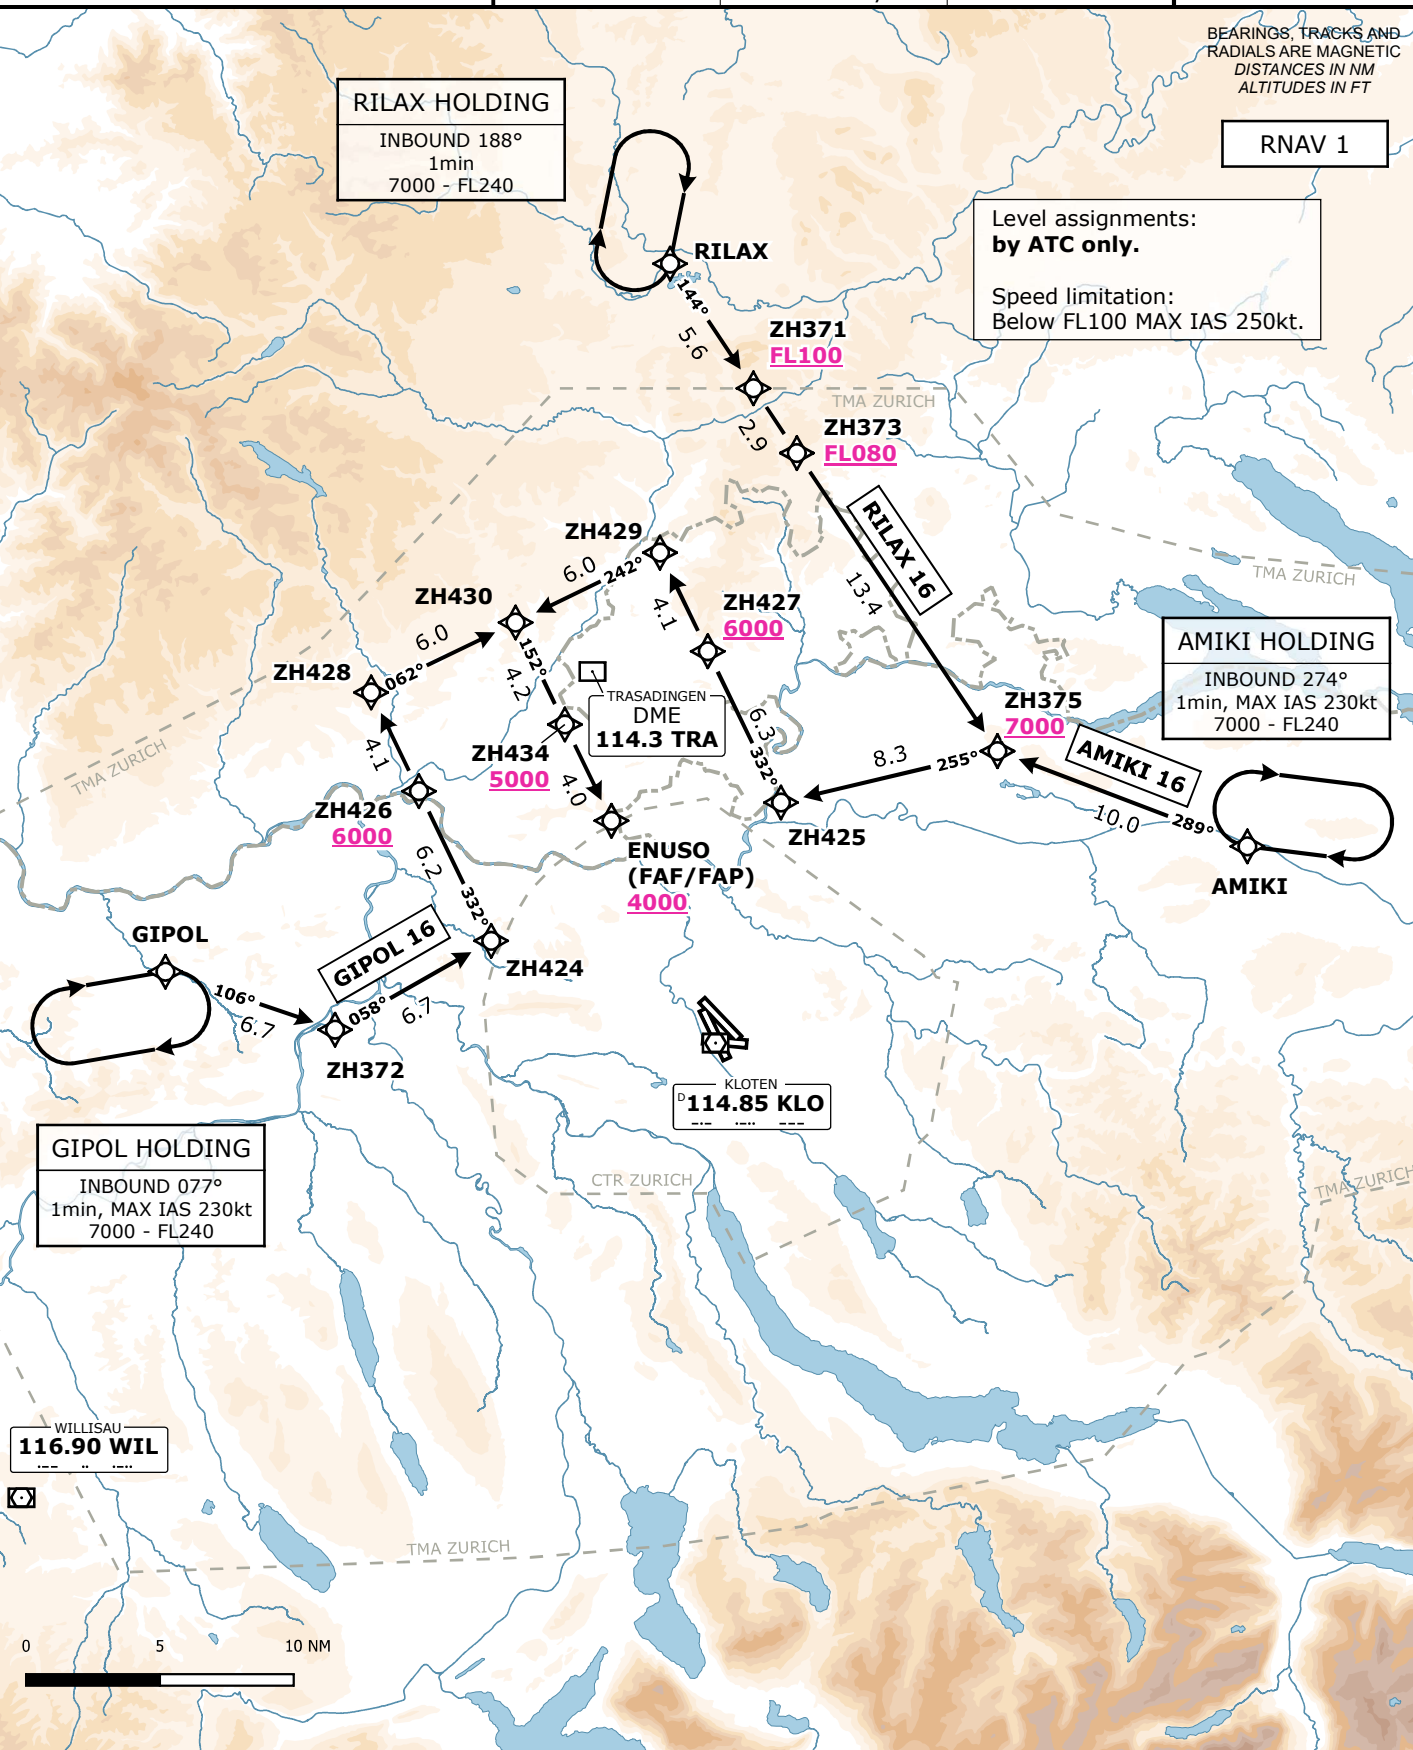 BEARINGS, TRACKS AND
RADIALS ARE MAGNETIC
DISTANCES IN NM
ALTITUDES IN FT
RNAV 1
RILAX HOLDING
INBOUND 188°
1min
7000 - FL240
Level assignments:
by ATC only.
Speed limitation:
Below FL100 MAX IAS 250kt.
RILAX
144°
5.6
ZH371
FL100
TMA ZURICH
2.9
ZH373
FL080
RILAX 16
13.4
TMA ZURICH
ZH429
242°
6.0
ZH430
4.1
ZH427
6000
6.0
ZH428
062°
152°
4.2
TRASADINGEN
DME
114.3 TRA
AMIKI HOLDING
INBOUND 274°
1min, MAX IAS 230kt
7000 - FL240
ZH375
7000
AMIKI 16
TMA ZURICH
4.1
ZH434
5000
6.3
332°
8.3
255°
10.0
289°
ZH426
6000
4.0
ZH425
ENUSO
(FAF/FAP)
4000
AMIKI
6.2
332°
GIPOL
GIPOL 16
ZH424
106°
6.7
058°
6.7
ZH372
KLOTEN
D 114.85 KLO
–·– ·–·· –––
GIPOL HOLDING
INBOUND 077°
1min, MAX IAS 230kt
7000 - FL240
CTR ZURICH
TMA ZURICH
WILLISAU
116.90 WIL
·–– ·· ·–··
TMA ZURICH
0 5 10 NM